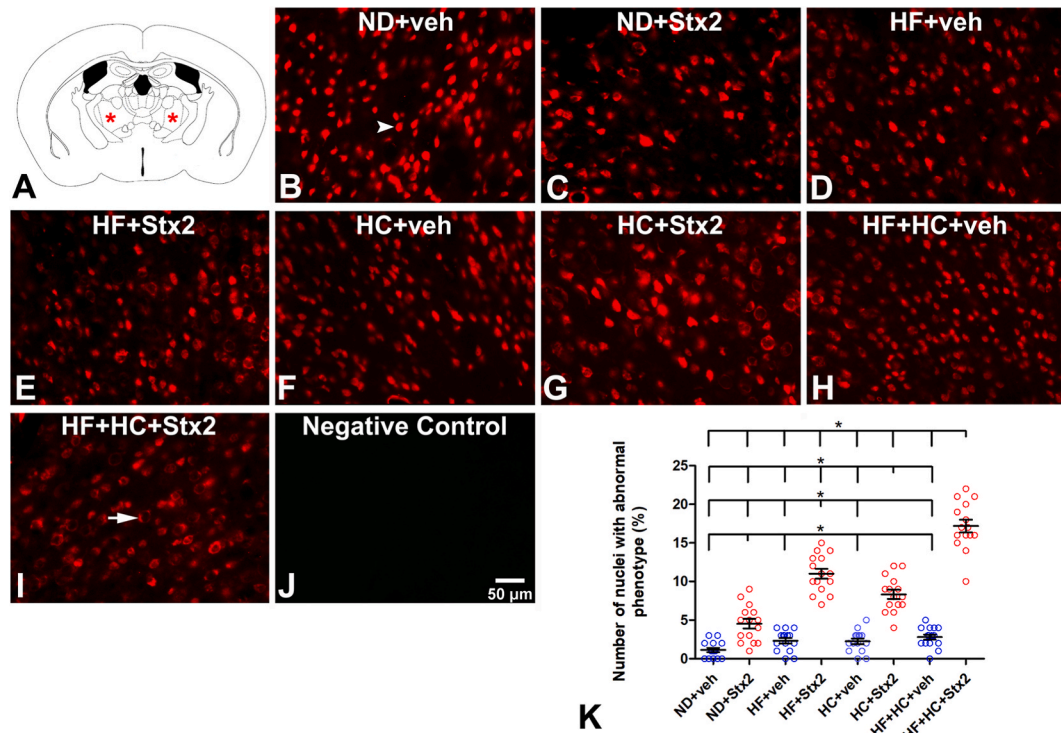 A
ND+veh
B
ND+Stx2
C
HF+veh
D
HF+Stx2
E
HC+veh
F
HC+Stx2
G
HF+HC+veh
H
HF+HC+Stx2
I
Negative Control
J
50 µm
K
Number of nuclei with abnormal
phenotype (%)
25
20
15
10
5
0
*
*
*
*
ND+veh
ND+Stx2
HF+veh
HF+Stx2
HC+veh
HC+Stx2
HF+HC+veh
HF+HC+Stx2